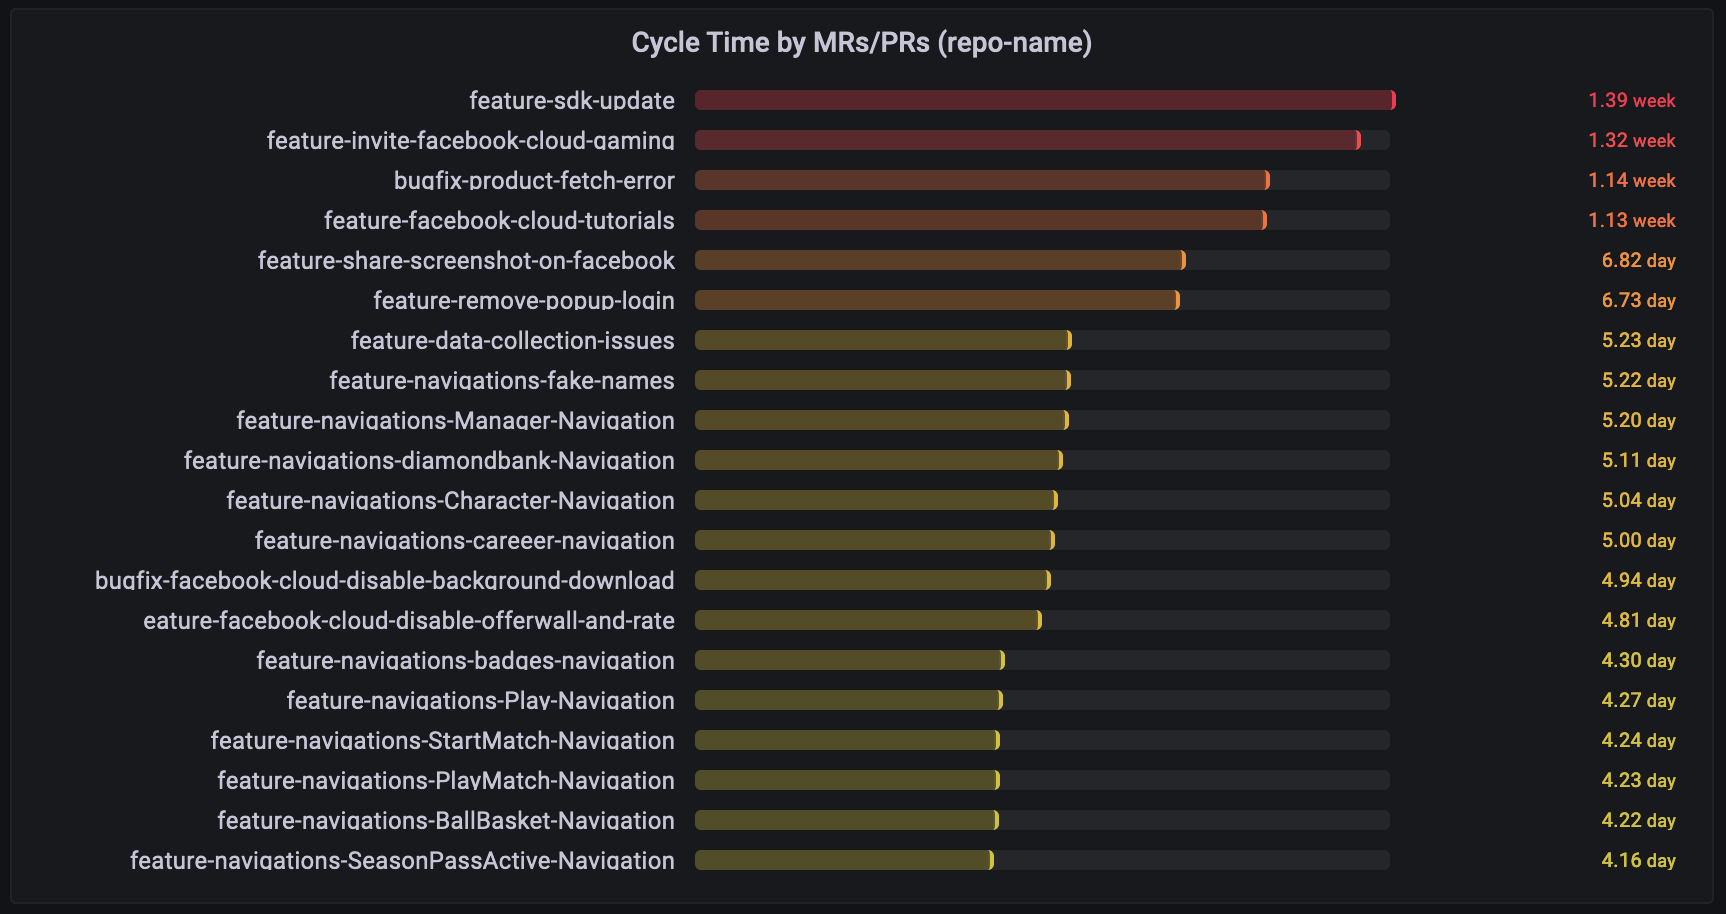 Cycle Time by MRs/PRs (repo-name)
feature-sdk-update 1.39 week
feature-invite-facebook-cloud-gaming 1.32 week
bugfix-product-fetch-error 1.14 week
feature-facebook-cloud-tutorials 1.13 week
feature-share-screenshot-on-facebook 6.82 day
feature-remove-popup-login 6.73 day
feature-data-collection-issues 5.23 day
feature-navigations-fake-names 5.22 day
feature-navigations-Manager-Navigation 5.20 day
feature-navigations-diamondbank-Navigation 5.11 day
feature-navigations-Character-Navigation 5.04 day
feature-navigations-careeer-navigation 5.00 day
bugfix-facebook-cloud-disable-background-download 4.94 day
eature-facebook-cloud-disable-offerwall-and-rate 4.81 day
feature-navigations-badges-navigation 4.30 day
feature-navigations-Play-Navigation 4.27 day
feature-navigations-StartMatch-Navigation 4.24 day
feature-navigations-PlayMatch-Navigation 4.23 day
feature-navigations-BallBasket-Navigation 4.22 day
feature-navigations-SeasonPassActive-Navigation 4.16 day